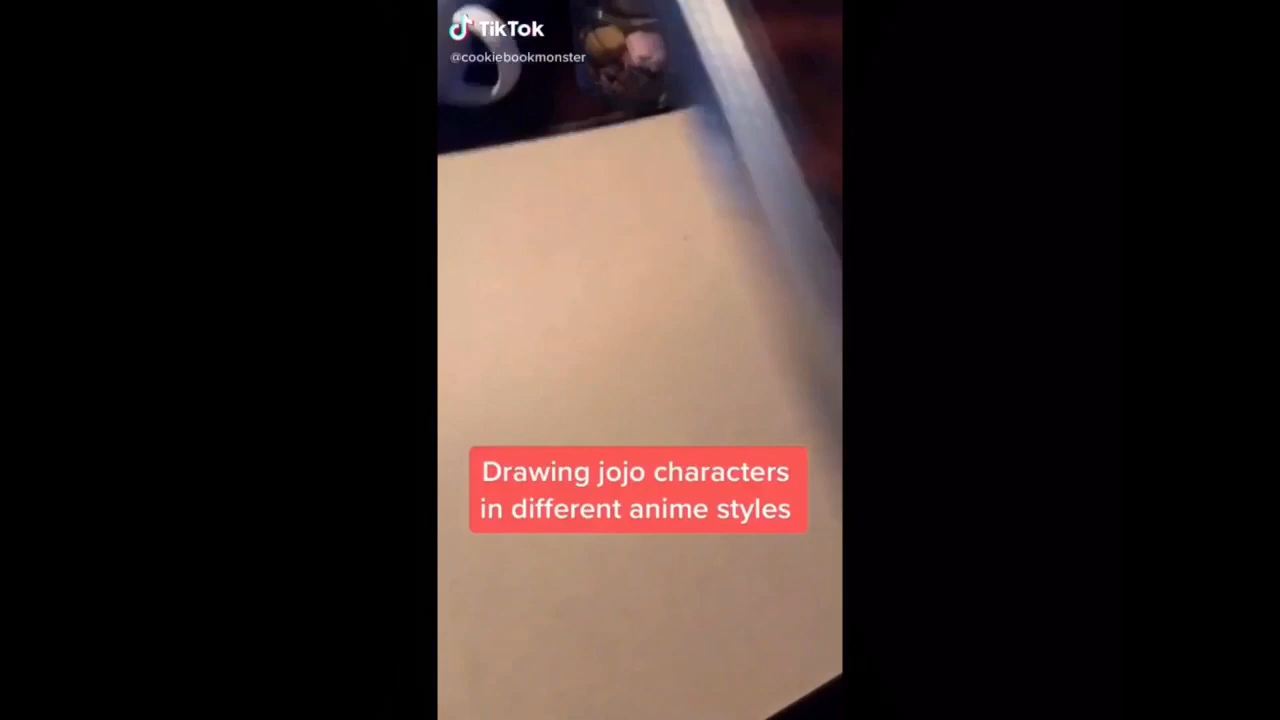 TikTok
@cookiebookmonster
Drawing jojo characters
in different anime styles